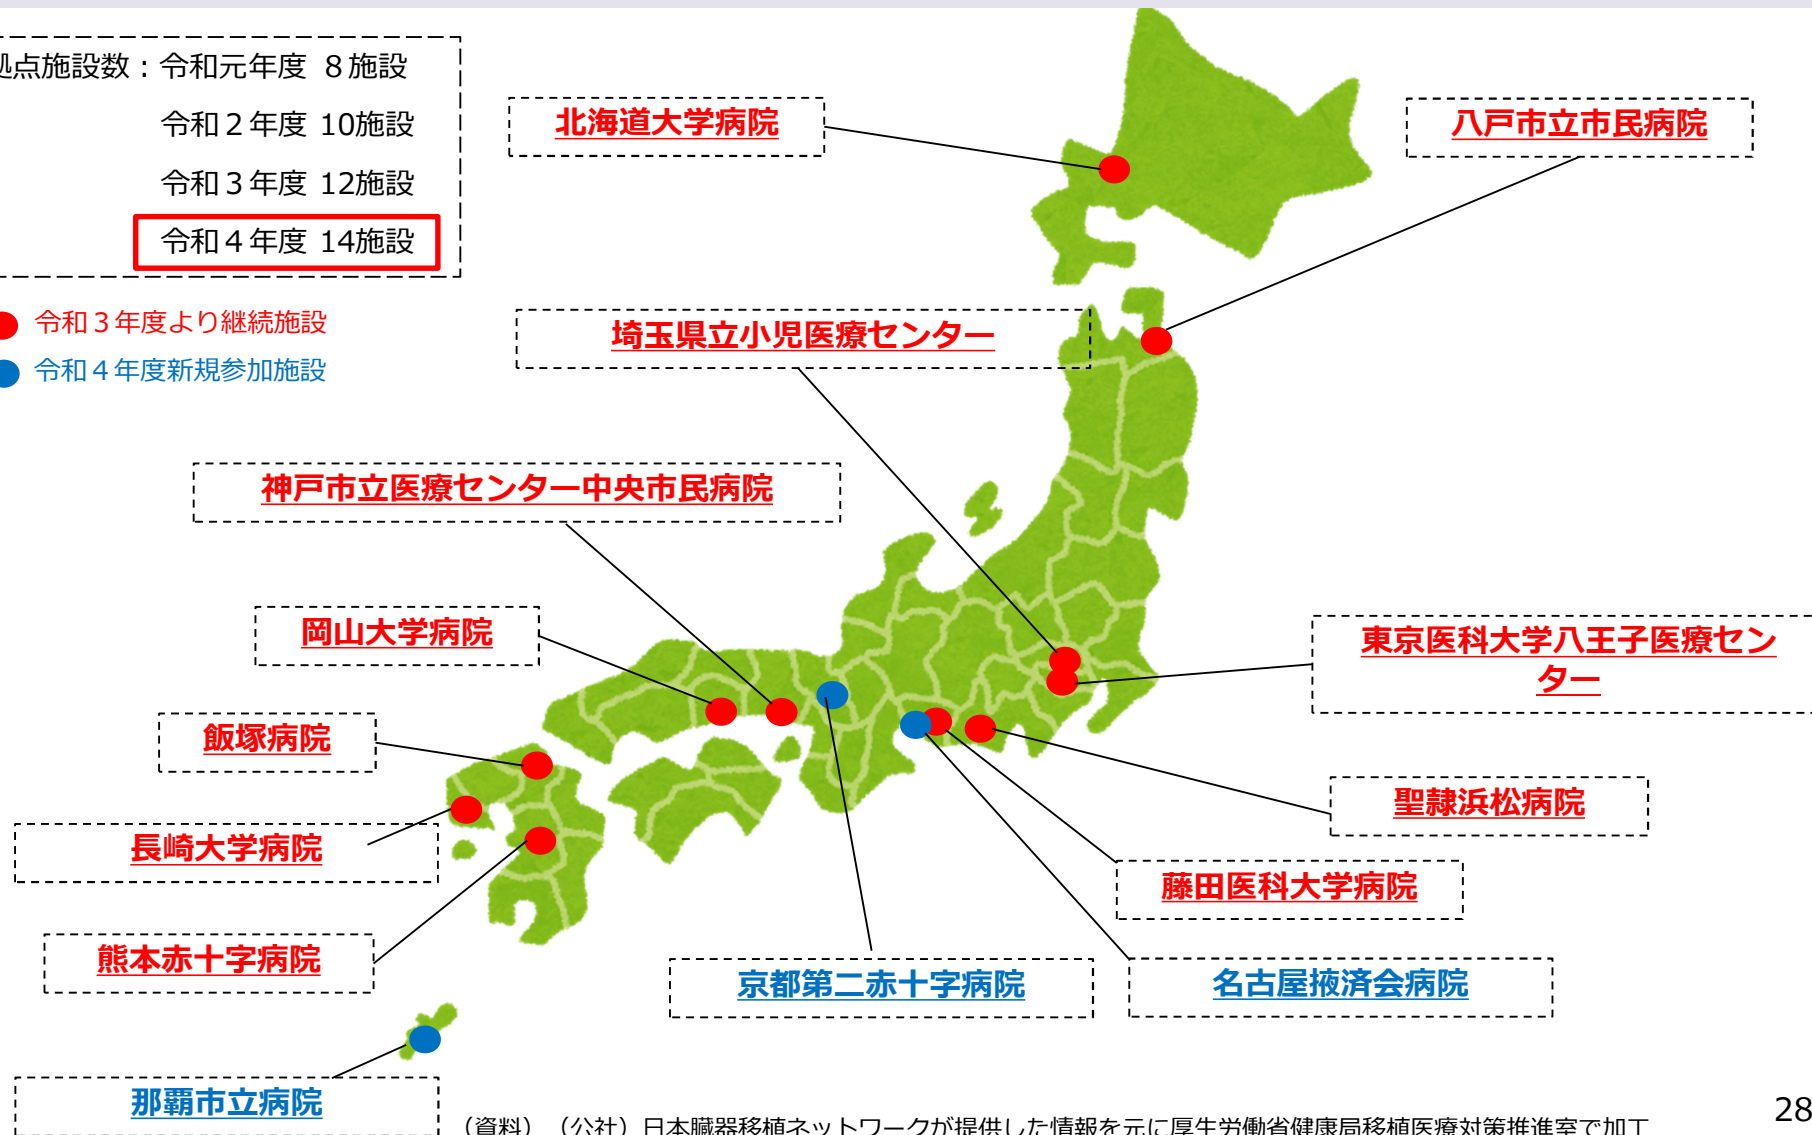 点施設数：令和元年度 ８施設
令和２年度 10施設
令和３年度 12施設
令和４年度 14施設
令和３年度より継続施設
令和４年度新規参加施設
北海道大学病院
八戸市立市民病院
埼玉県立小児医療センター
神戸市立医療センター中央市民病院
岡山大学病院
東京医科大学八王子医療セン
ター
飯塚病院
聖隷浜松病院
長崎大学病院
藤田医科大学病院
熊本赤十字病院
京都第二赤十字病院
名古屋掖済会病院
那覇市立病院
（資料）（公社）日本臓器移植ネットワークが提供した情報を元に厚生労働省健康局移植医療対策推進室で加工
28